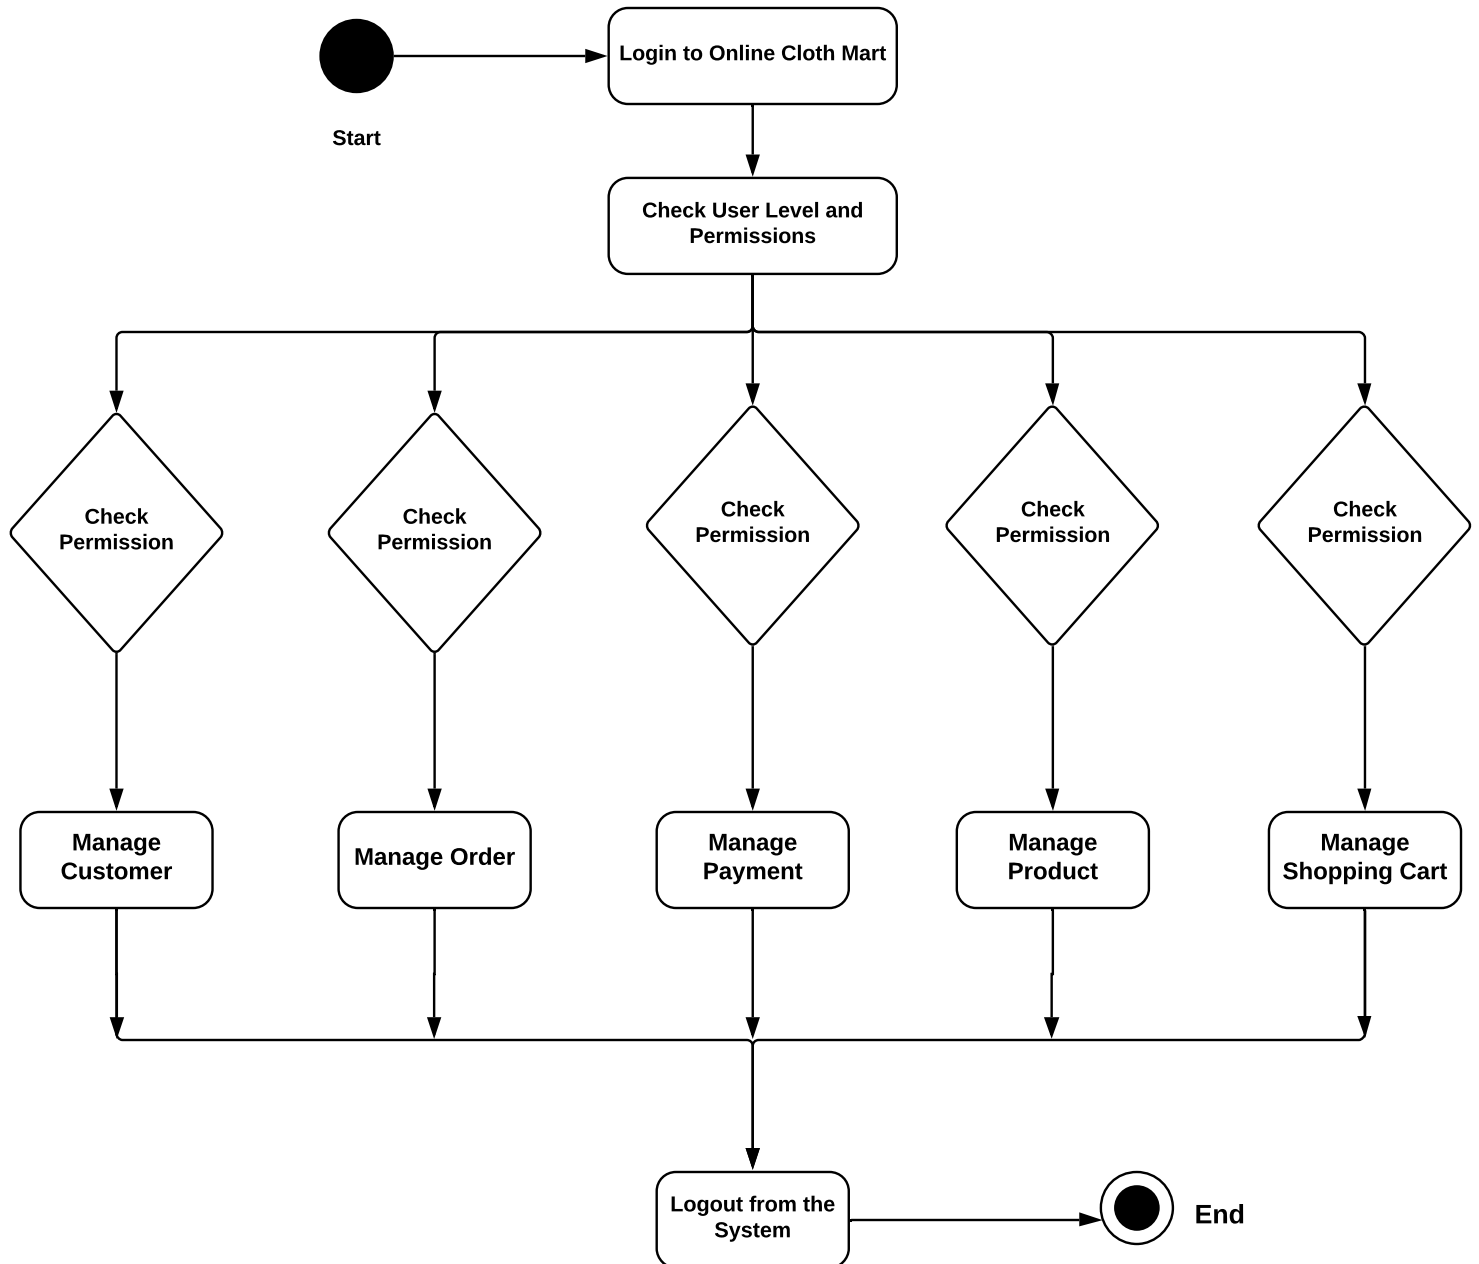 Login to Online Cloth Mart
Start
Check User Level and
Permissions
Check
Permission
Check
Permission
Check
Permission
Check
Permission
Check
Permission
Manage
Customer
Manage Order
Manage
Payment
Manage
Product
Manage
Shopping Cart
Logout from the
System
End